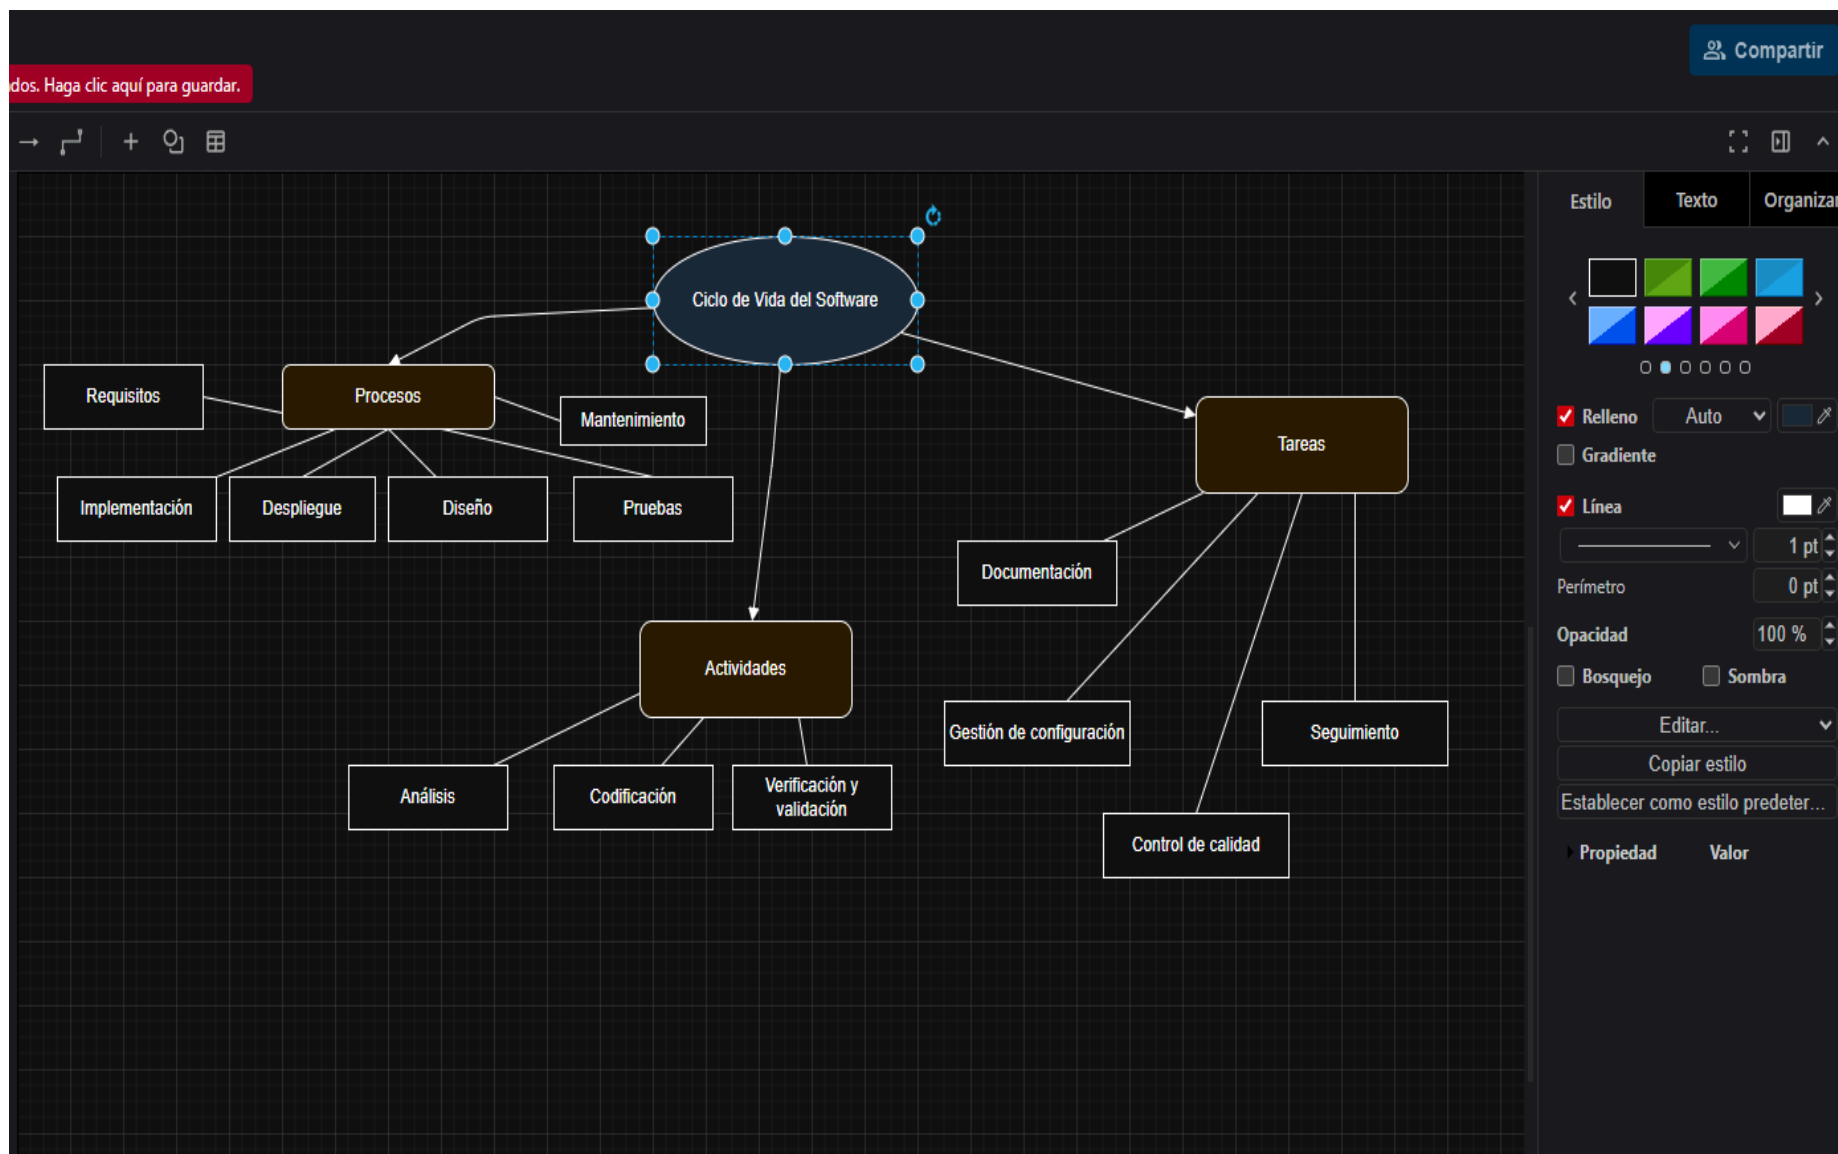 Compartir
dos. Haga clic aquí para guardar.
Estilo
Texto
Organizar
Ciclo de Vida del Software
Requisitos
Procesos
Mantenimiento
Tareas
Implementación
Despliegue
Diseño
Pruebas
Documentación
Actividades
Gestión de configuración
Seguimiento
Análisis
Codificación
Verificación y
validación
Control de calidad
Relleno
Auto
Gradiente
Línea
1 pt
Perímetro
0 pt
Opacidad
100 %
Bosquejo
Sombra
Editar...
Copiar estilo
Establecer como estilo predeter...
Propiedad
Valor